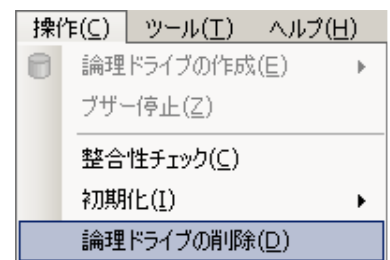 操作(C) ツール(T) ヘルプ(H)
論理ドライブの作成(E)
ブザー停止(Z)
整合性チェック(C)
初期化(I)
論理ドライブの削除(D)